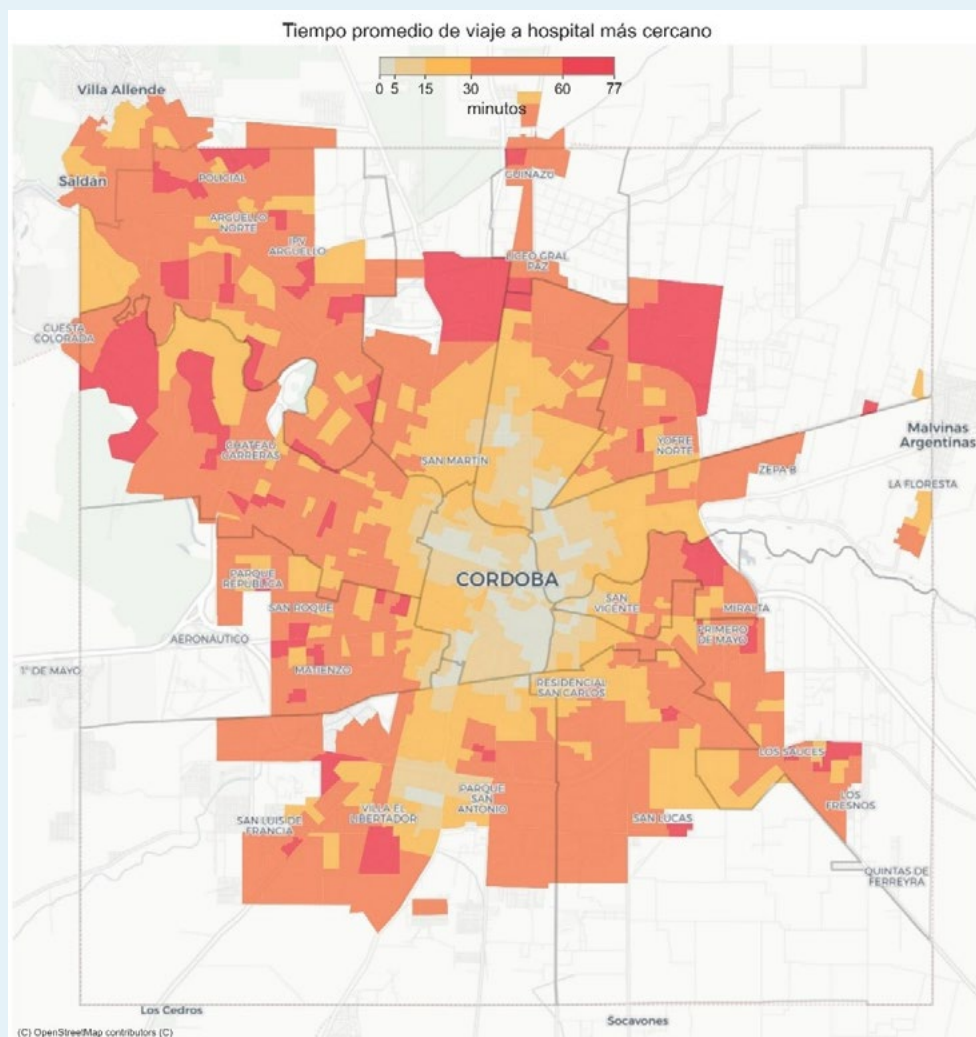 Tiempo promedio de viaje a hospital más cercano
0 5 15 30 60 77
minutos
Villa Allende
Saldán
POLICIAL
GUIÑAZU
ARGUELLO
NORTE
IPV
ARGUELLO
LICEO GRAL
PAZ
CUESTA
COLORADA
Malvinas
Argentinas
CHATEAU
CARRERAS
SAN MARTIN
YOFRE
NORTE
ZEPA B
LA FLORESTA
CORDOBA
PARQUE
REPUBLICA
SAN ROQUE
SAN
VICENTE
MIRALTA
PRIMERO
DE MAYO
AERONÁUTICO
1° DE MAYO
MATIENZO
RESIDENCIAL
SAN CARLOS
LOS SAUCES
PARQUE
SAN
ANTONIO
LOS
FRESNOS
SAN LUIS DE
FRANCIA
VILLA EL
LIBERTADOR
SAN LUCAS
QUINTAS DE
FERREYRA
Los Cedros
Socavones
(C) OpenStreetMap contributors (C)